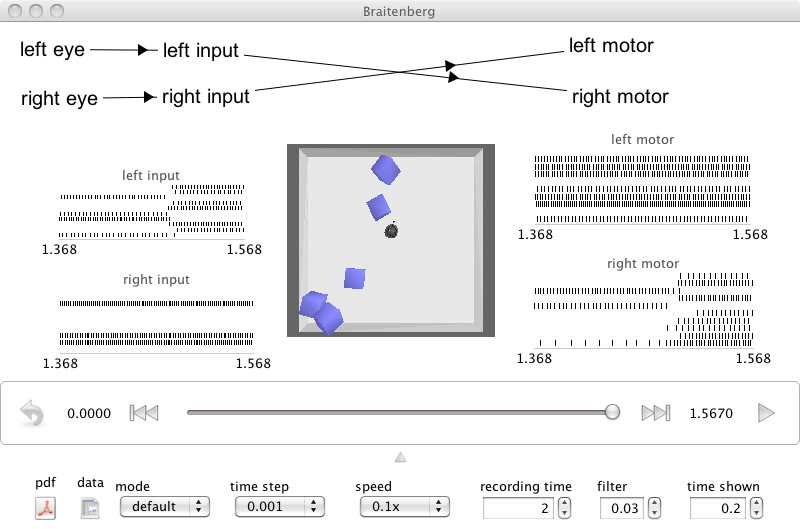 Braitenberg
left eye left input left motor
right eye right input right motor
left input
1.368 1.568
right input
1.368 1.568
left motor
1.368 1.568
right motor
1.368 1.568
0.0000 1.5670
pdf data mode time step speed recording time filter time shown
default 0.001 0.1x 2 0.03 0.2